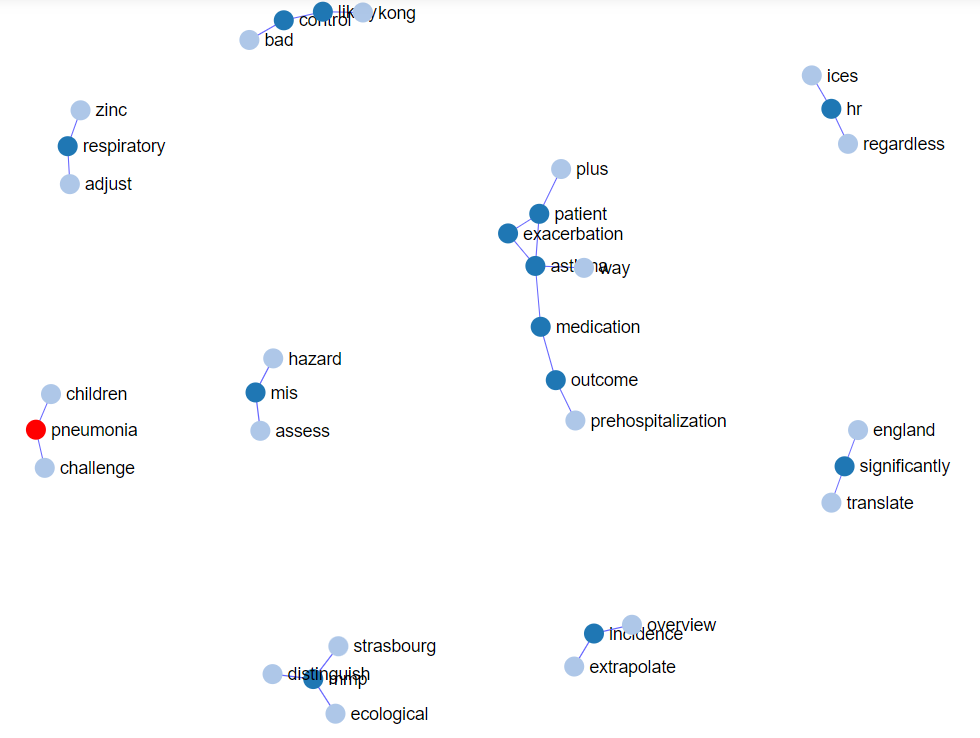 likely
kong
control
bad
ices
zinc
hr
respiratory
regardless
plus
adjust
patient
exacerbation
asthma
way
medication
hazard
outcome
children
mis
prehospitalization
pneumonia
assess
england
challenge
significantly
translate
overview
incidence
strasbourg
extrapolate
distinguish
mmp
ecological